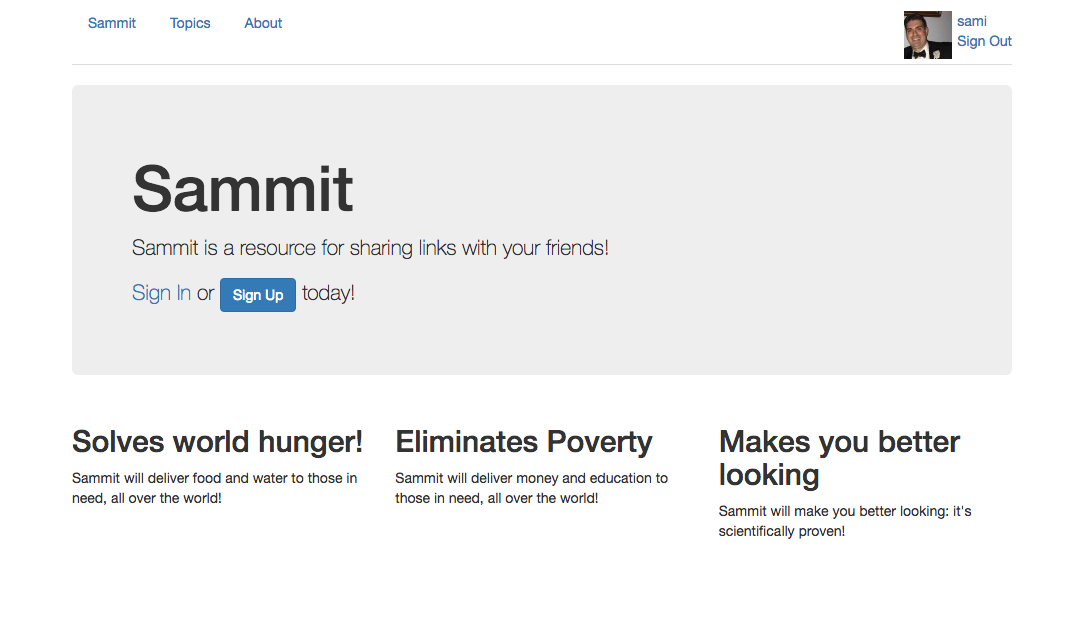 Sammit Topics About
sami
Sign Out
Sammit
Sammit is a resource for sharing links with your friends!
Sign In or Sign Up today!
Solves world hunger!
Sammit will deliver food and water to those in
need, all over the world!
Eliminates Poverty
Sammit will deliver money and education to
those in need, all over the world!
Makes you better
looking
Sammit will make you better looking: it's
scientifically proven!